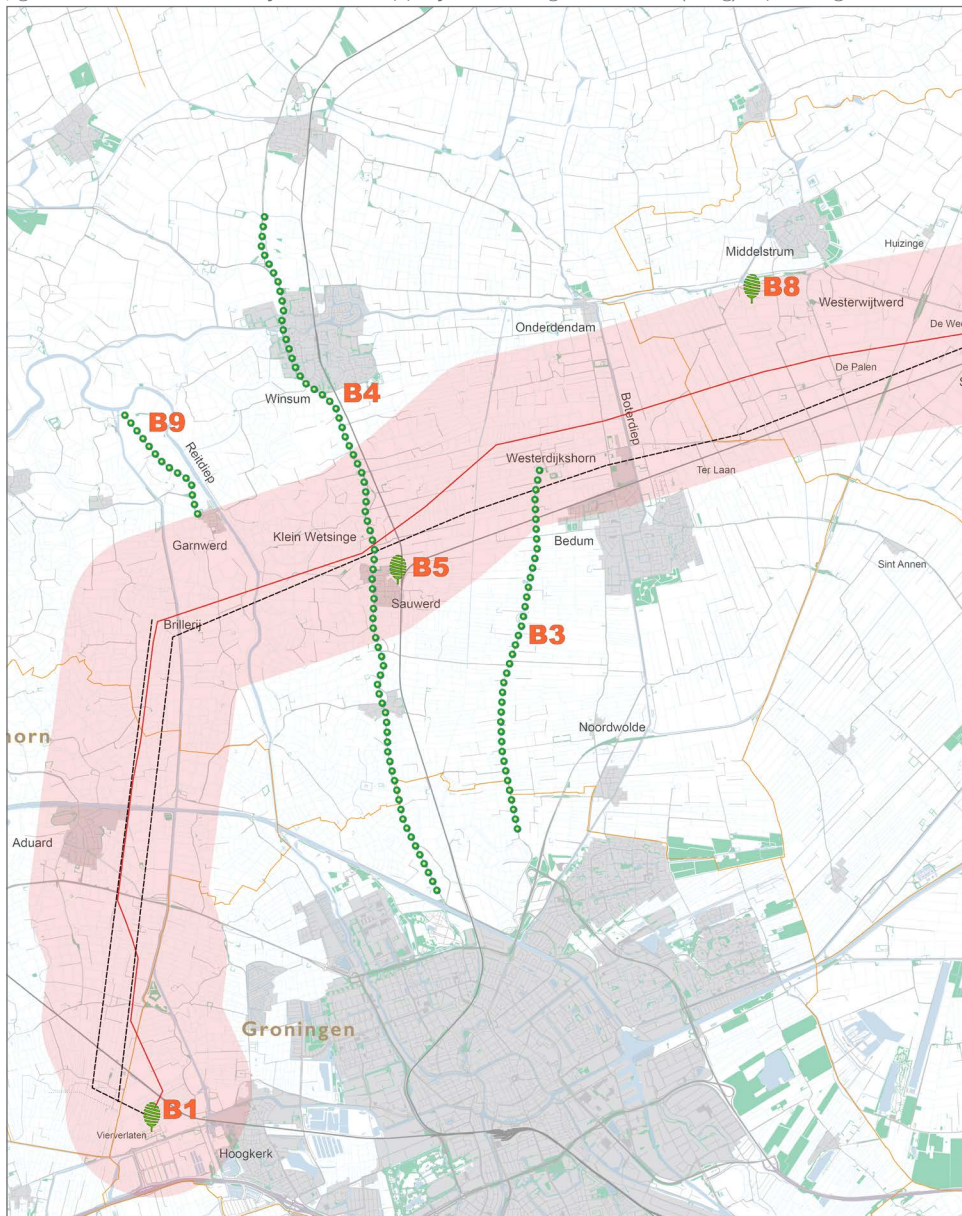 Middelstrum
Huizinge
B8
Westerwijtwerd
Onderdendam
De Wee
De Palen
S
Winsum
B4
B9
Boterdiep
Reitdiep
Westerdijkshorn
Ter Laan
Garnwerd
Klein Wetsinge
Bedum
B5
Sint Annen
Sauwerd
Brillerij
B3
Noordwolde
horn
Aduard
Groningen
B1
Vierverlaten
Hoogkerk